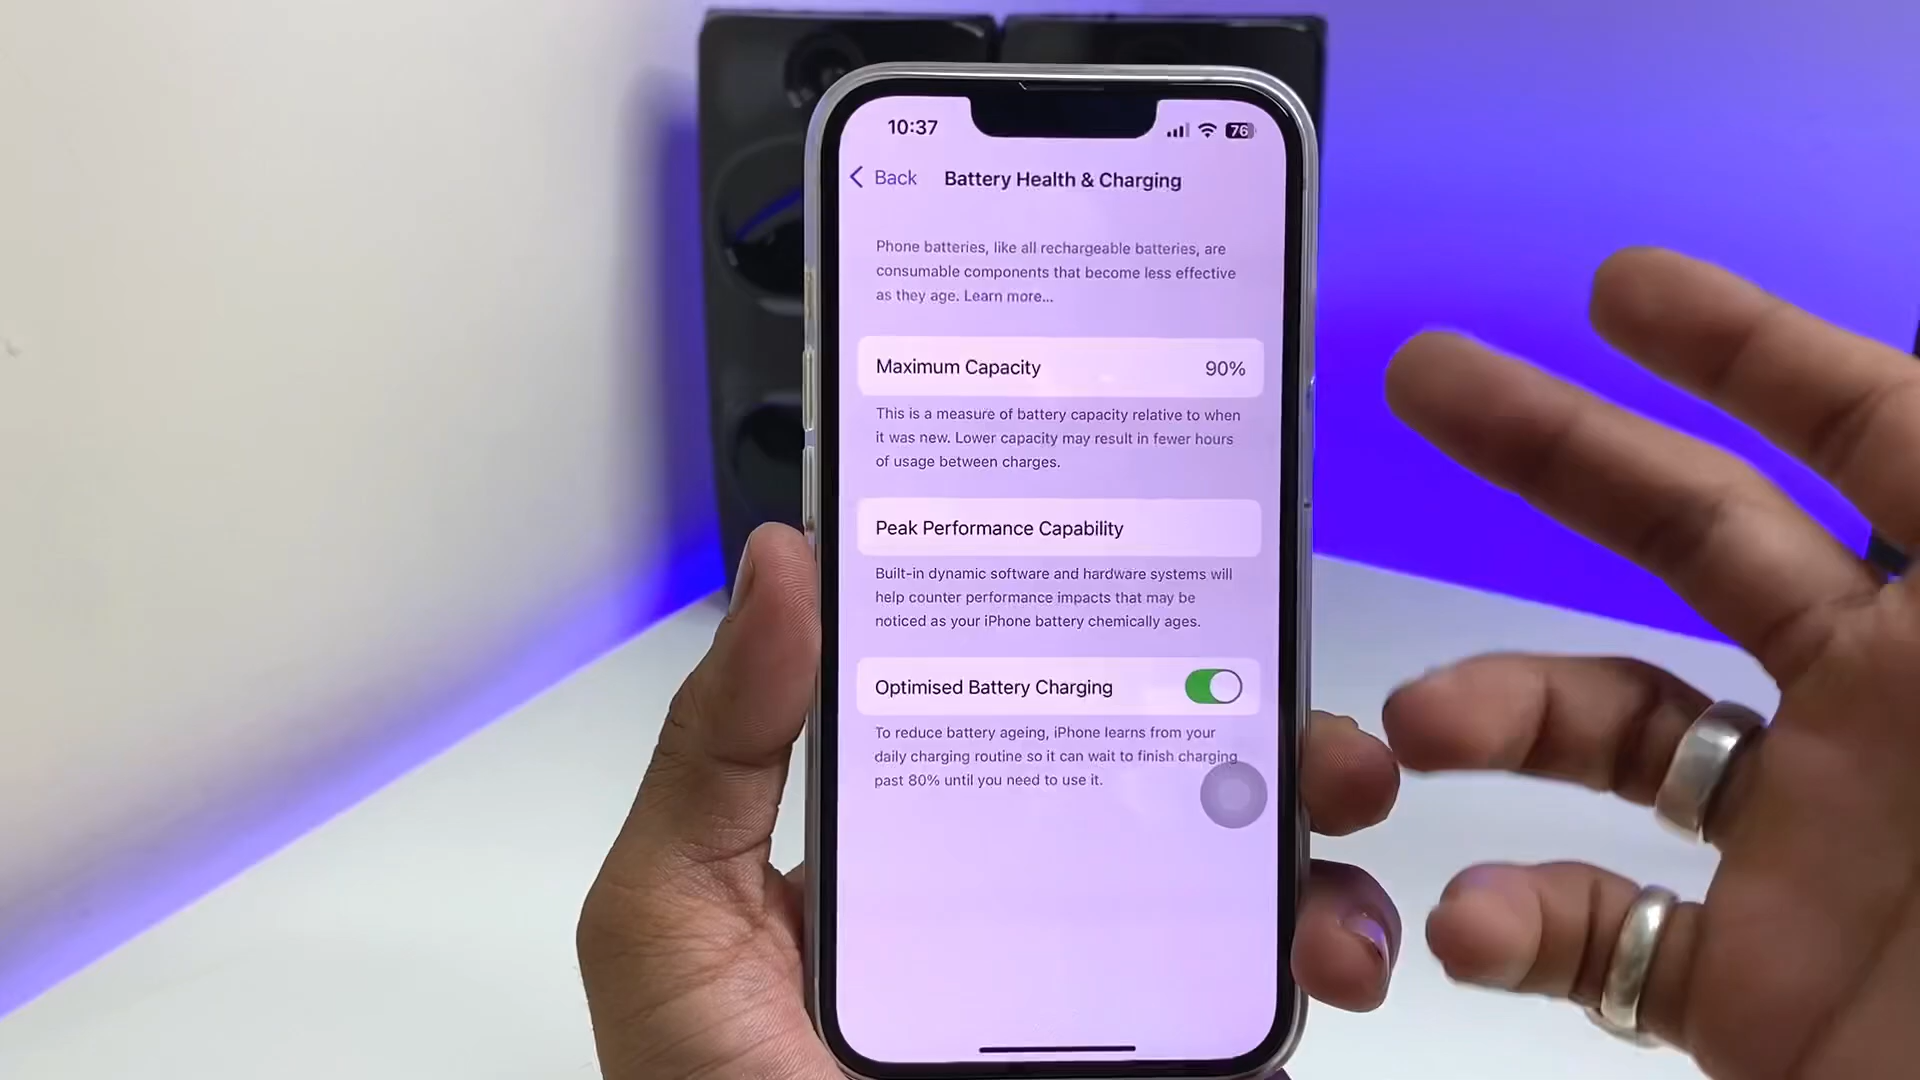 10:37
76
Back
Battery Health & Charging
Phone batteries, like all rechargeable batteries, are
consumable components that become less effective
as they age. Learn more...
Maximum Capacity 90%
This is a measure of battery capacity relative to when
it was new. Lower capacity may result in fewer hours
of usage between charges.
Peak Performance Capability
Built-in dynamic software and hardware systems will
help counter performance impacts that may be
noticed as your iPhone battery chemically ages.
Optimised Battery Charging
To reduce battery ageing, iPhone learns from your
daily charging routine so it can wait to finish charging
past 80% until you need to use it.